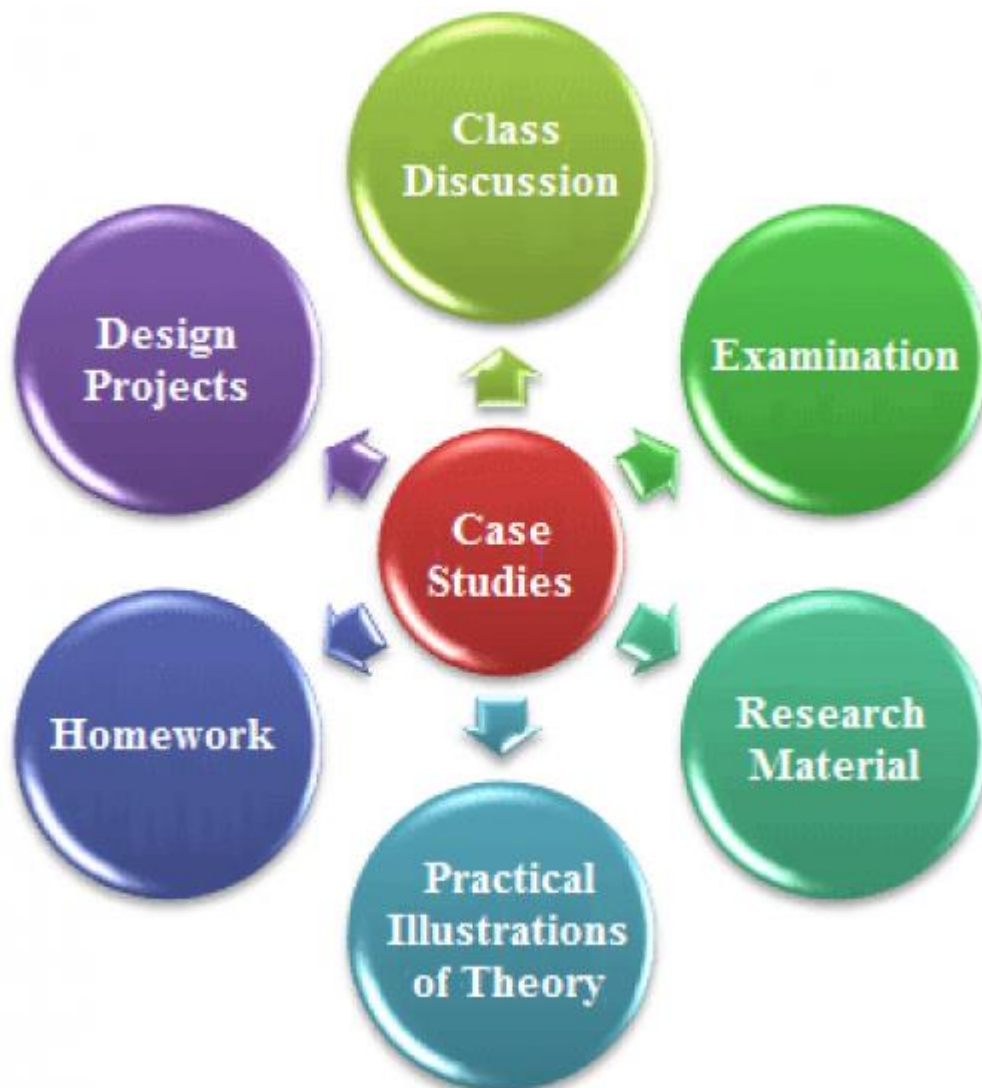 Class
Discussion
Examination
Research
Material
Practical
Illustrations
of Theory
Homework
Design
Projects
Case
Studies